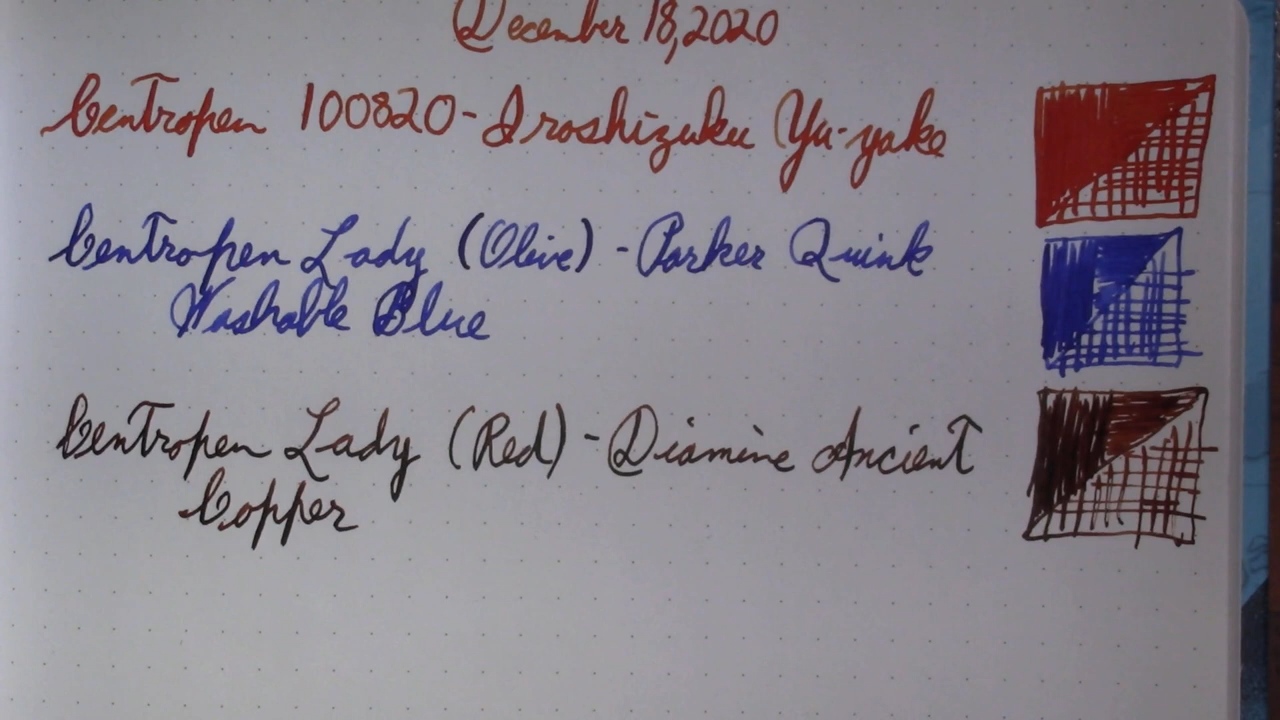 December 18, 2020
Centropen 100820 - Iroshizuku Yu-yake
Centropen Lady (Olive) - Parker Quink
Washable Blue
Centropen Lady (Red) - Diamine Ancient
Copper